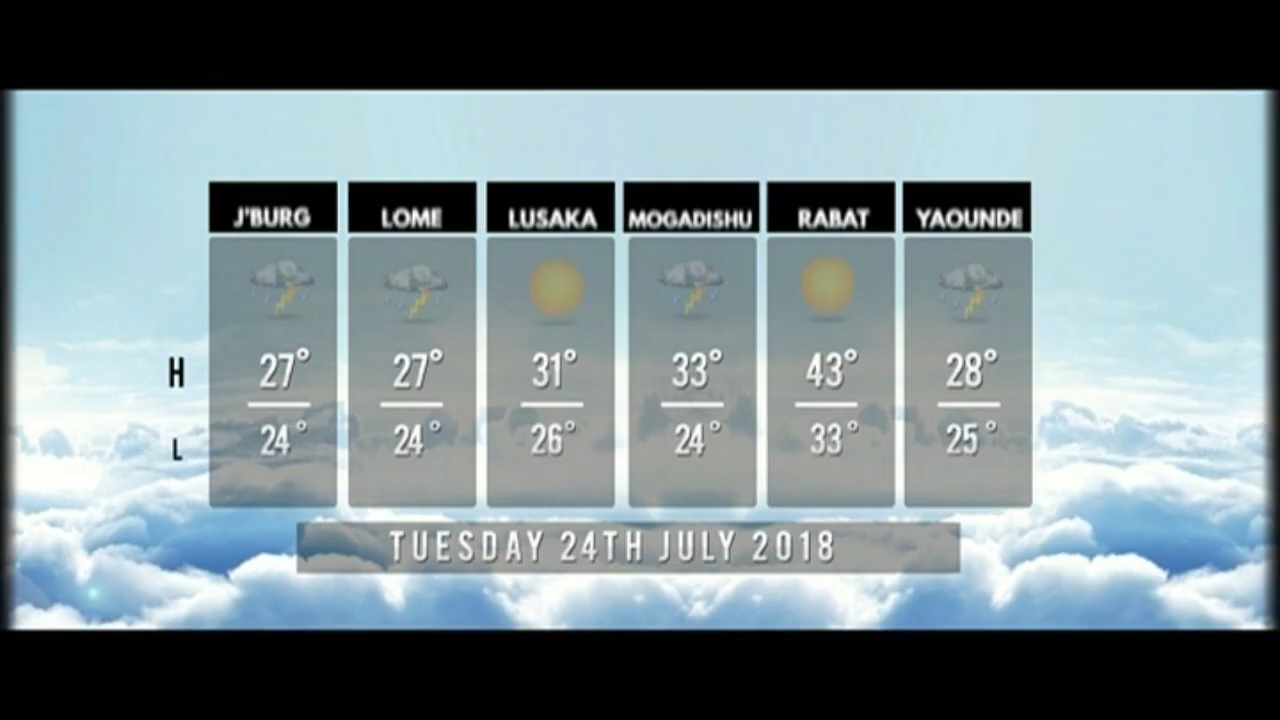 J'BURG LOME LUSAKA MOGADISHU RABAT YAOUNDE
H 27° 27° 31° 33° 43° 28°
L 24° 24° 26° 24° 33° 25°
TUESDAY 24TH JULY 2018